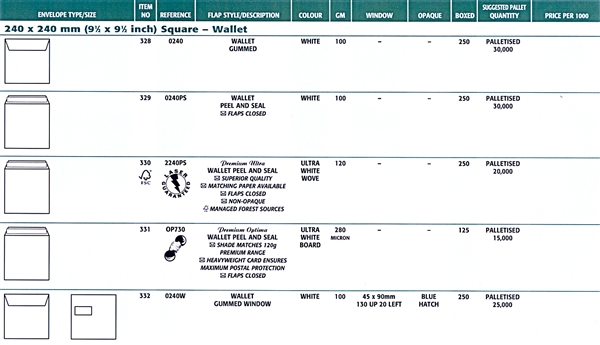 ENVELOPE TYPE/SIZE ITEM NO REFERENCE FLAP STYLE/DESCRIPTION COLOUR GM WINDOW OPAQUE BOXED SUGGESTED PALLET QUANTITY PRICE PER 1000
240 x 240 mm (9½ x 9½ inch) Square – Wallet
328 0240 WALLET WHITE 100 – – 250 PALLETISED
GUMMED 30,000
329 0240PS WALLET WHITE 100 – – 250 PALLETISED
PEEL AND SEAL 30,000
FLAPS CLOSED
330 2240PS Premium Ultra ULTRA 120 – – 250 PALLETISED
FSC LASER GUARANTEED WALLET PEEL AND SEAL WHITE 20,000
SUPERIOR QUALITY WOVE
MATCHING PAPER AVAILABLE
FLAPS CLOSED
NON-OPAQUE
MANAGED FOREST SOURCES
331 OP730 Premium Optima ULTRA 280 – – 125 PALLETISED
WALLET PEEL AND SEAL WHITE MICRON 15,000
SHADE MATCHES 120g BOARD
PREMIUM RANGE
HEAVYWEIGHT CARD ENSURES
MAXIMUM POSTAL PROTECTION
FLAPS CLOSED
332 0240W WALLET WHITE 100 45 x 90mm BLUE 250 PALLETISED
GUMMED WINDOW 130 UP 20 LEFT HATCH 25,000